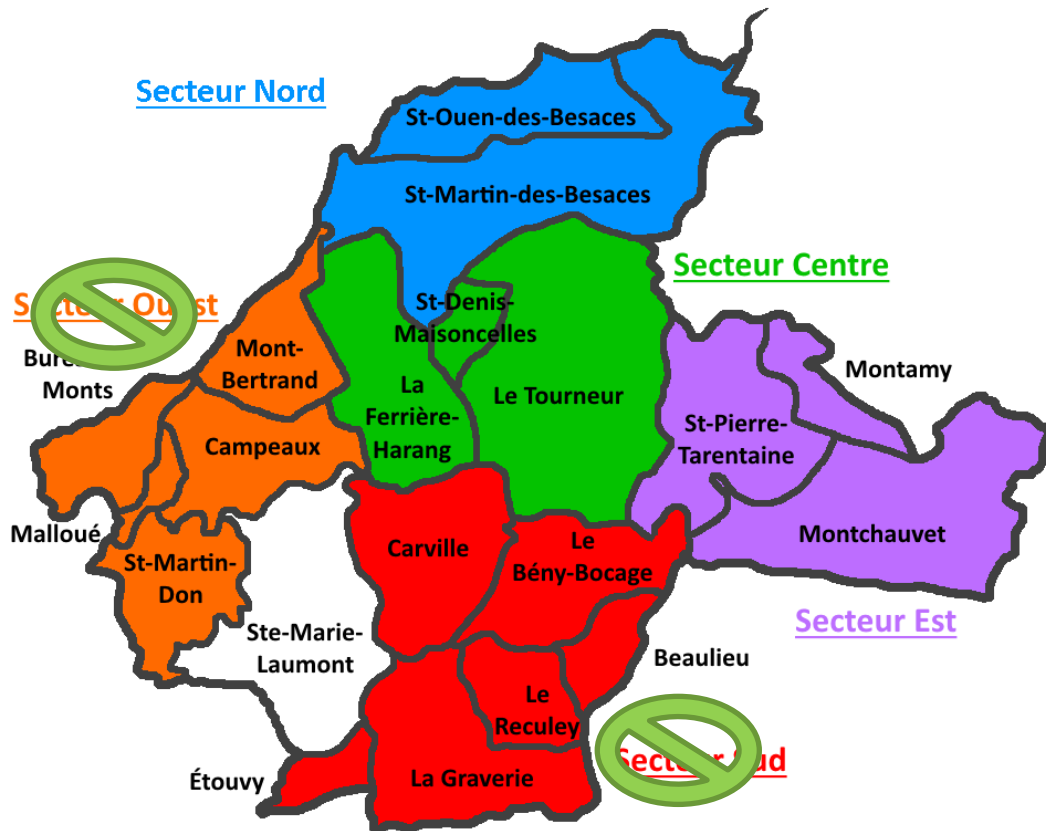 Secteur Nord
St-Ouen-des-Besaces
St-Martin-des-Besaces
Secteur Centre
St-Denis-
Maisoncelles
Mont-
Bertrand
Monts
La
Ferrière-
Harang
Le Tourneur
Montamy
St-Pierre-
Tarentaine
Campeaux
Malloué
Carville
Le
Bény-Bocage
Montchauvet
St-Martin-
Don
Secteur Est
Ste-Marie-
Laumont
Beaulieu
Le
Reculey
Secteur Sud
Étouvy
La Graverie